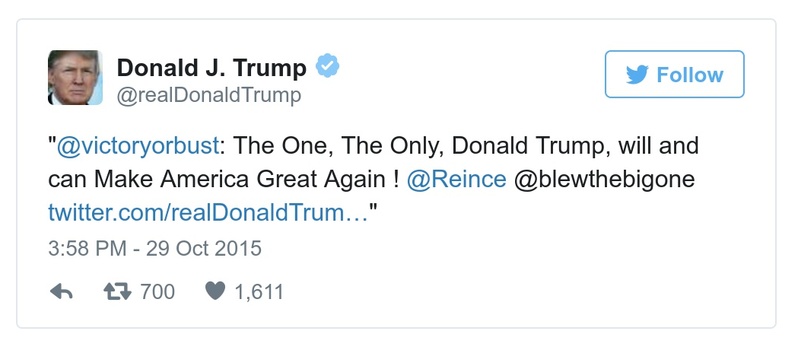 Donald J. Trump
@realDonaldTrump
Follow
"@victoryorbust: The One, The Only, Donald Trump, will and
can Make America Great Again ! @Reince @blewthebigone
twitter.com/realDonaldTrum…"
3:58 PM - 29 Oct 2015
700 1,611